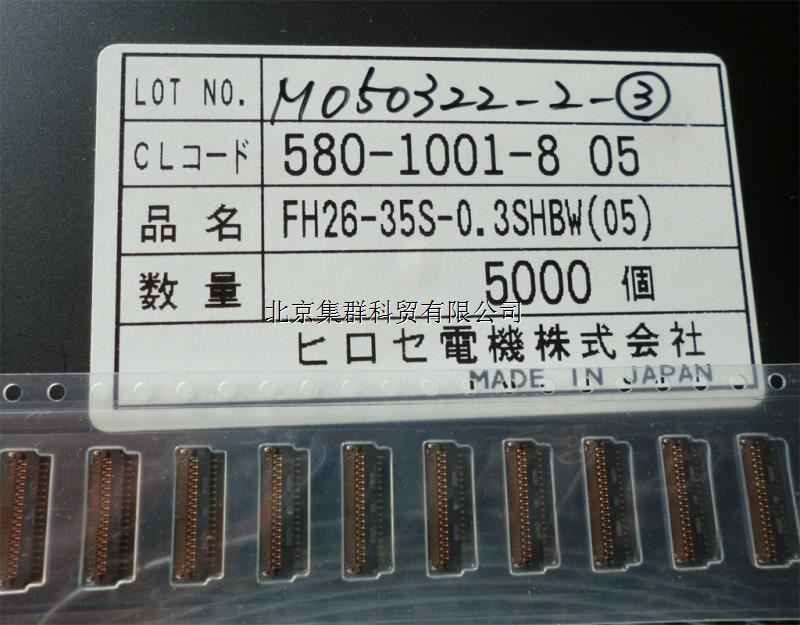 LOT NO. M050322-2-③
CLコード 580-1001-8 05
品名 FH26-35S-0.3SHBW(05)
数量 5000 個
北京集群科贸有限公司
ヒロセ電機株式会社
MADE IN JAPAN